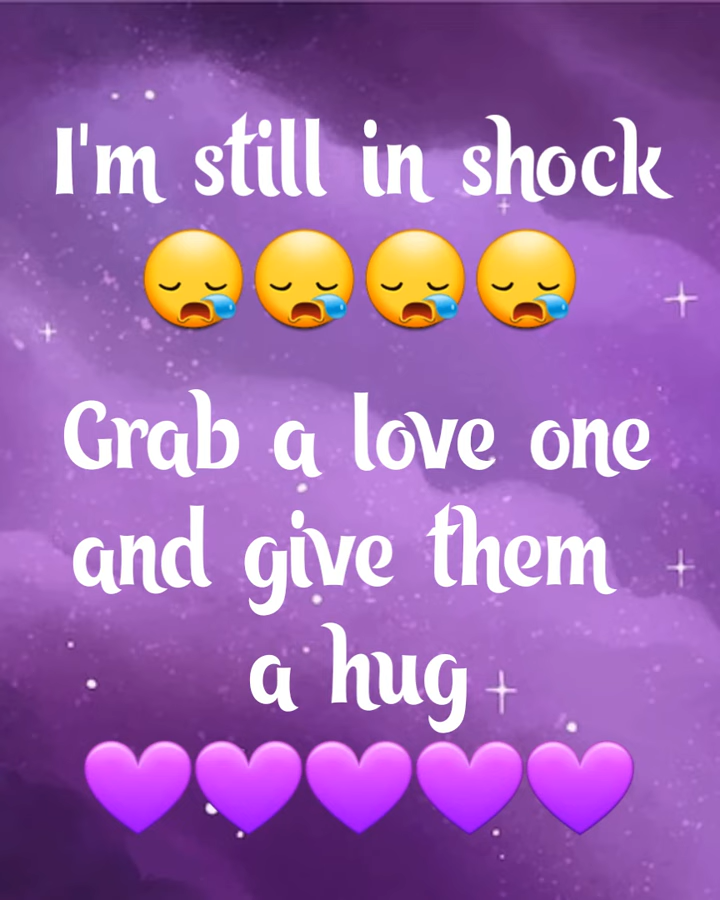 I'm still in shock
😪😪😪😪
Grab a love one
and give them
a hug
💜💜💜💜💜